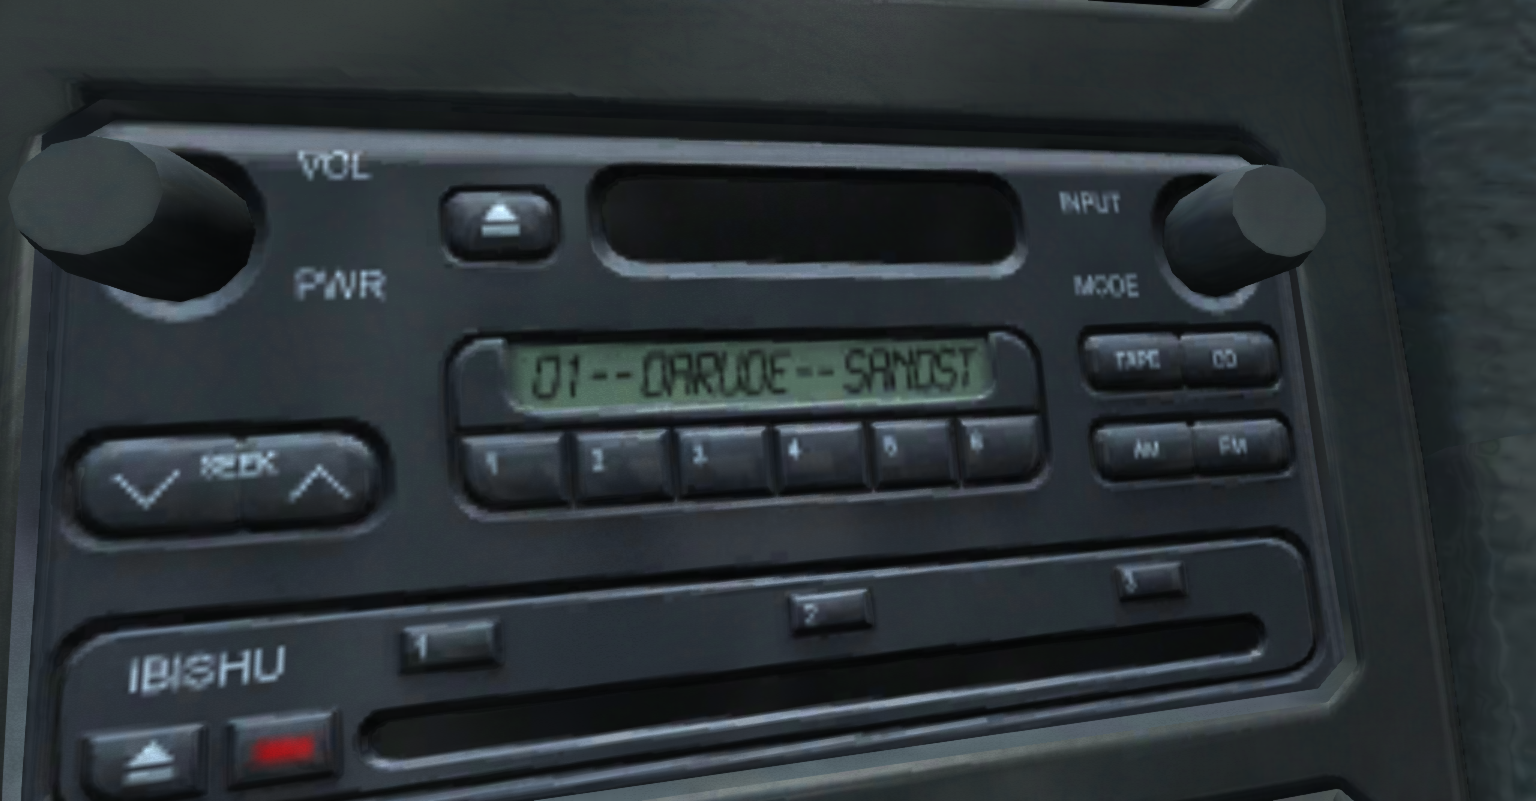 VOL
INPUT
PWR
MODE
01--DARUDE--SANDST
TAPE CD
SEEK
1 2 3 4 5 6
AM FM
3
2
1
IBISHU